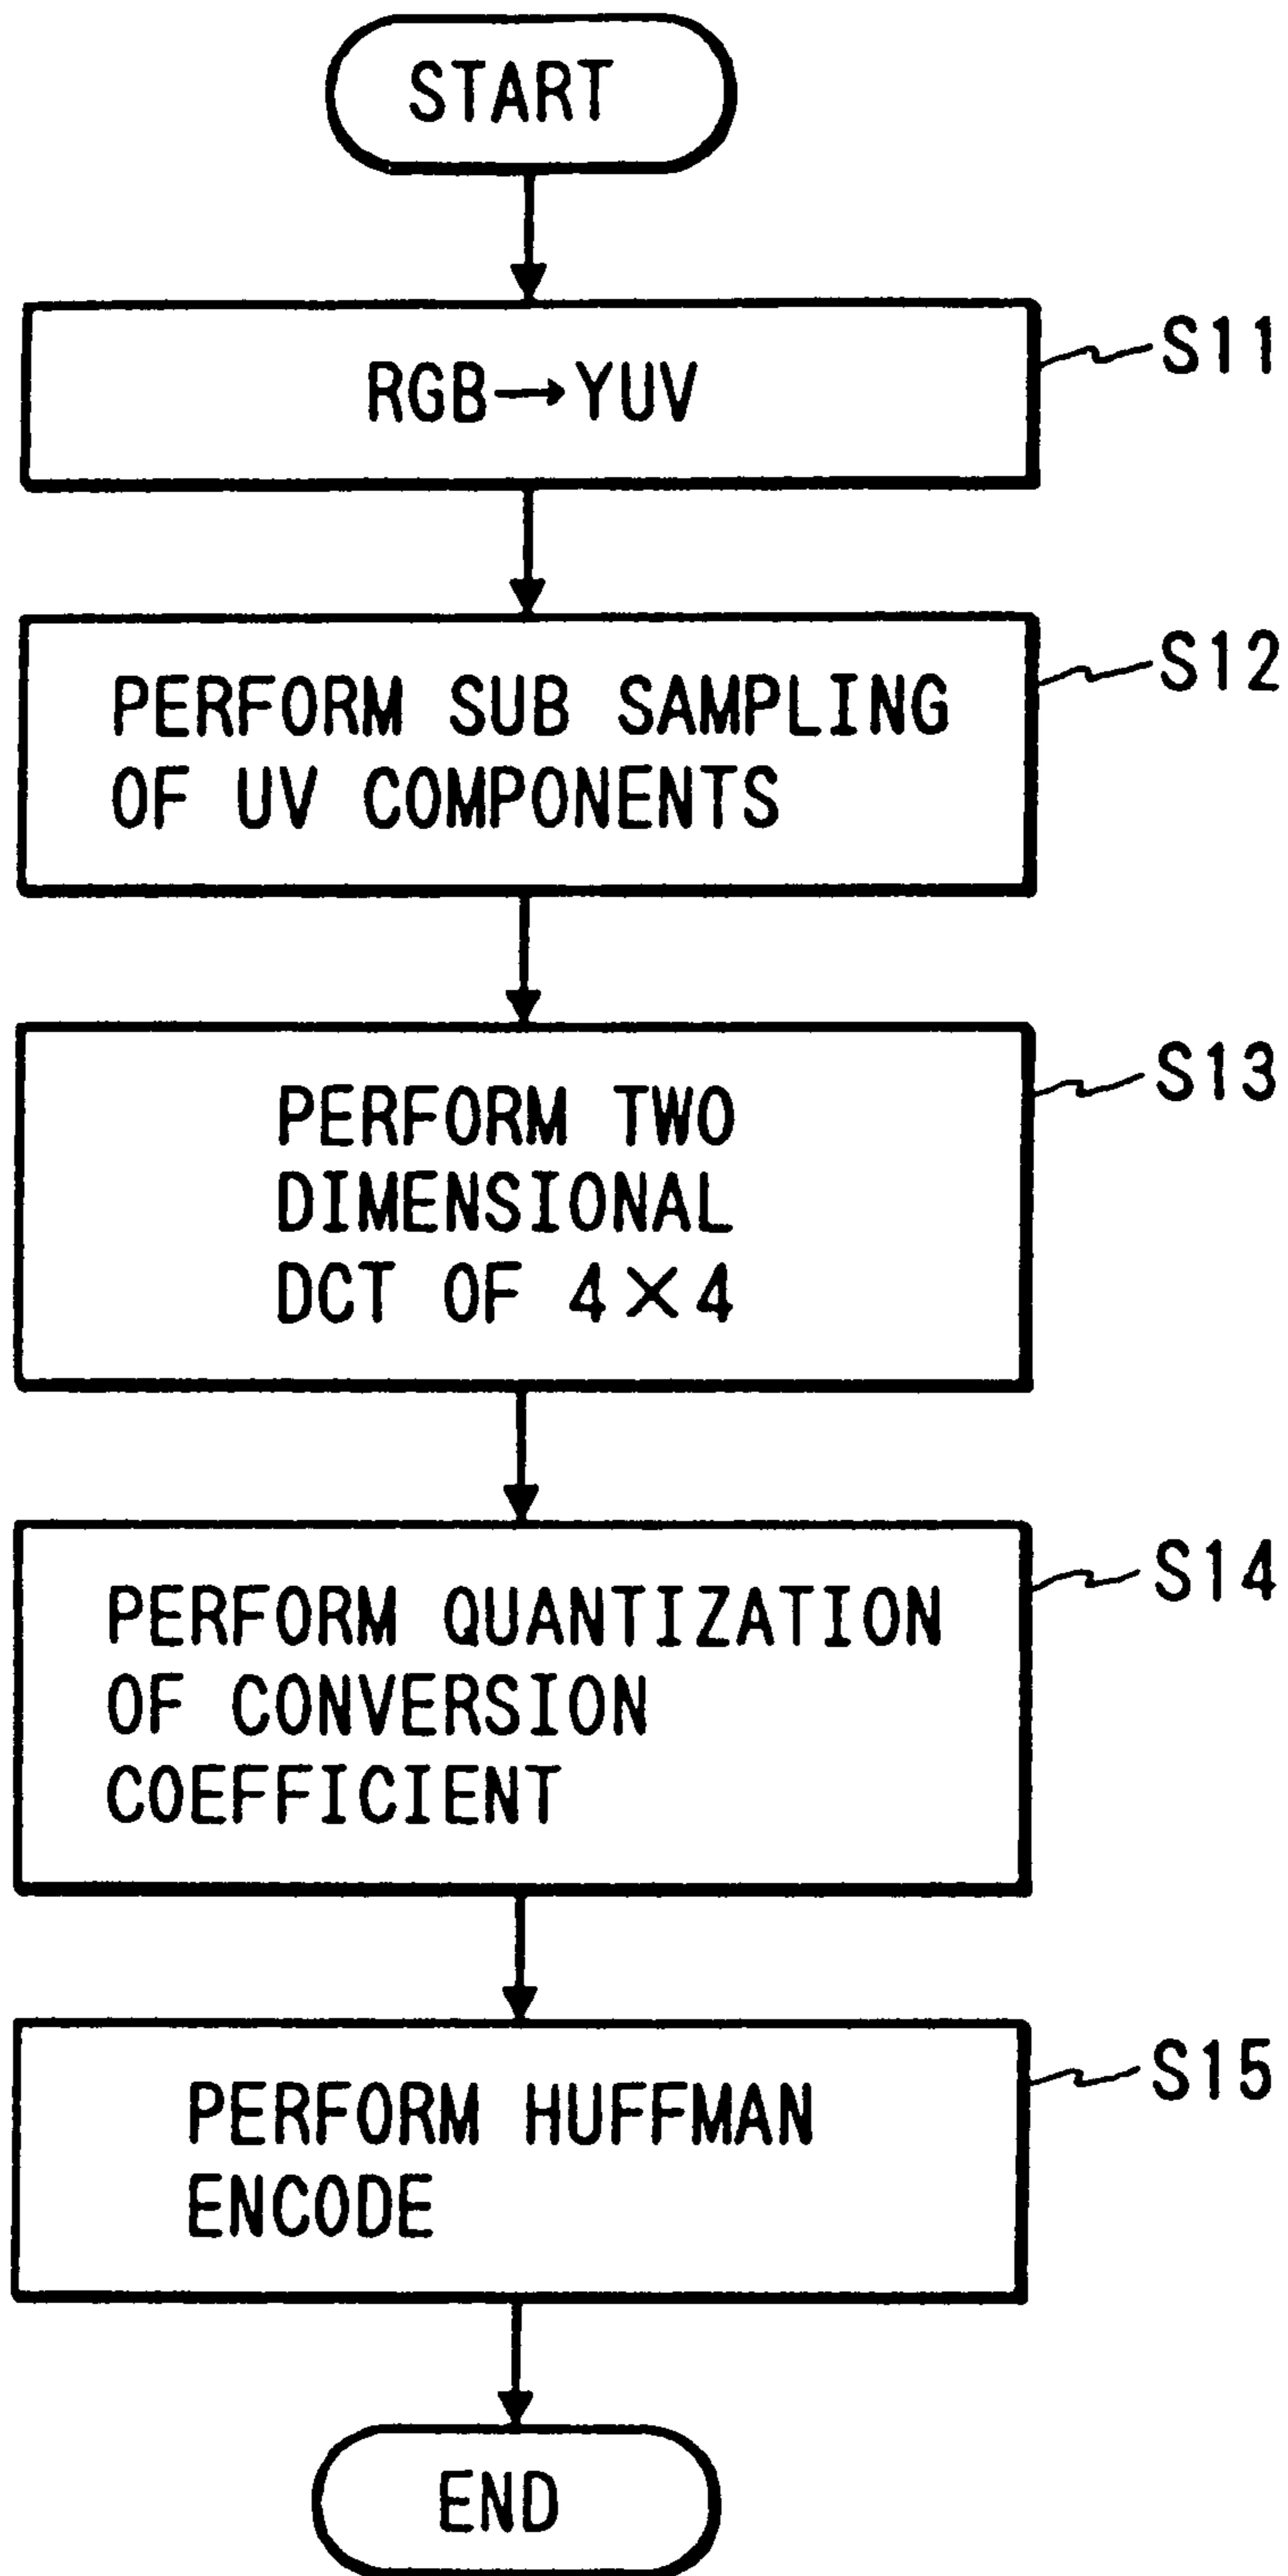 START
RGB→YUV
S11
PERFORM SUB SAMPLING
OF UV COMPONENTS
S12
PERFORM TWO
DIMENSIONAL
DCT OF 4×4
S13
PERFORM QUANTIZATION
OF CONVERSION
COEFFICIENT
S14
PERFORM HUFFMAN
ENCODE
S15
END